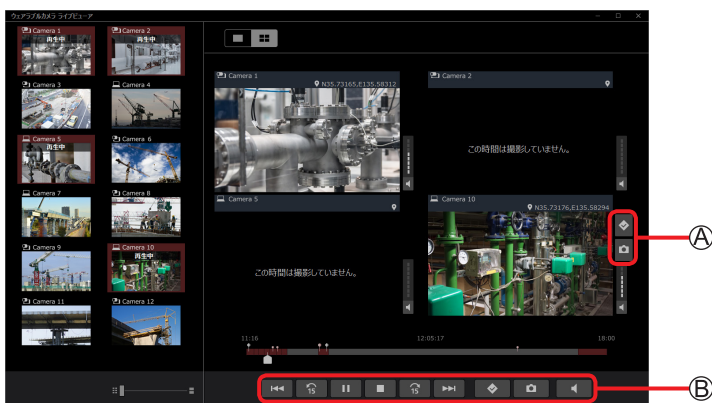 ウェアラブルカメラ ライブビューア
Camera 1
再生中
Camera 2
再生中
Camera 3
Camera 4
Camera 5
再生中
Camera 6
Camera 7
Camera 8
Camera 9
Camera 10
再生中
Camera 11
Camera 12
Camera 1
N35.73165,E135.58312
Camera 2
この時間は撮影していません。
Camera 5
この時間は撮影していません。
Camera 10
N35.73176,E135.58294
11:16
12:05:17
18:00
15
15
A
B